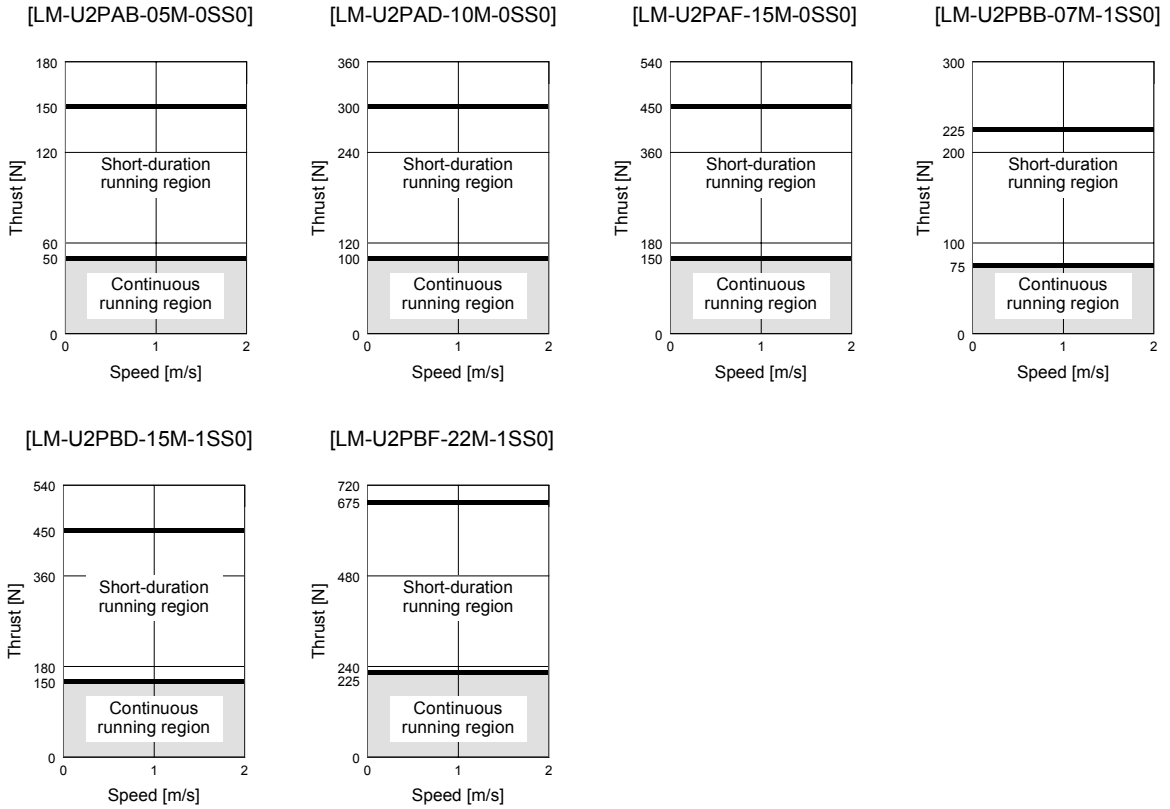 [LM-U2PAB-05M-0SS0]
180
150
120
60
50
0
Thrust [N]
Short-duration
running region
Continuous
running region
0
1
2
Speed [m/s]
[LM-U2PAD-10M-0SS0]
360
300
240
120
100
0
Thrust [N]
Short-duration
running region
Continuous
running region
0
1
2
Speed [m/s]
[LM-U2PAF-15M-0SS0]
540
450
360
180
150
0
Thrust [N]
Short-duration
running region
Continuous
running region
0
1
2
Speed [m/s]
[LM-U2PBB-07M-1SS0]
300
225
200
100
75
0
Thrust [N]
Short-duration
running region
Continuous
running region
0
1
2
Speed [m/s]
[LM-U2PBD-15M-1SS0]
540
450
360
180
150
0
Thrust [N]
Short-duration
running region
Continuous
running region
0
1
2
Speed [m/s]
[LM-U2PBF-22M-1SS0]
720
675
480
240
225
0
Thrust [N]
Short-duration
running region
Continuous
running region
0
1
2
Speed [m/s]